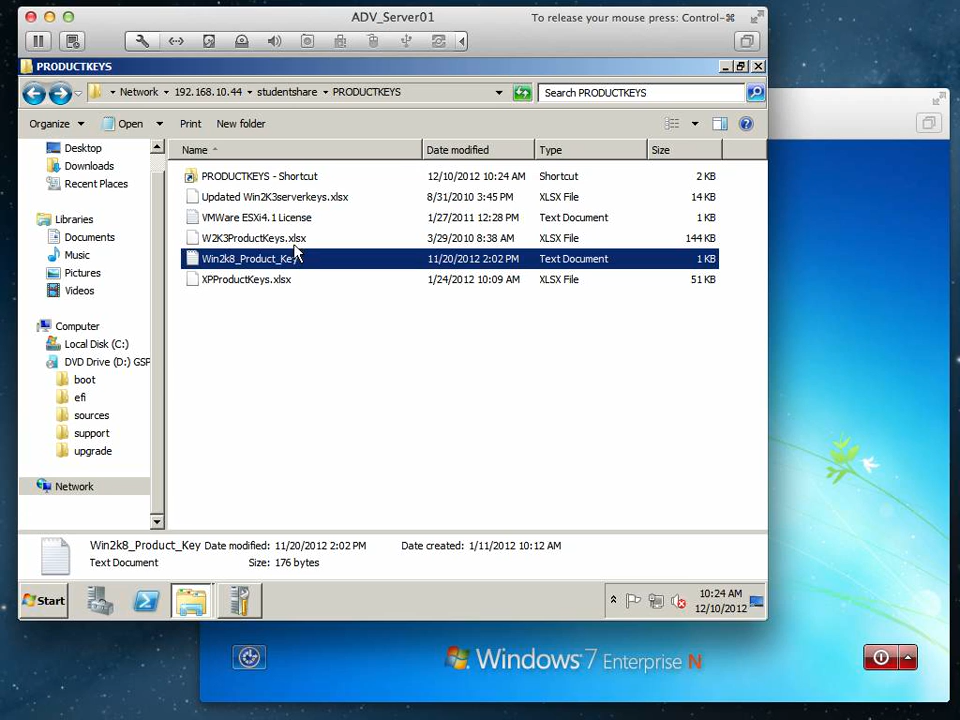 ADV_Server01
To release your mouse press: Control-⌘
PRODUCTKEYS
Network ▸ 192.168.10.44 ▸ studentshare ▸ PRODUCTKEYS
Search PRODUCTKEYS
Organize Open Print New folder
Name Date modified Type Size
PRODUCTKEYS - Shortcut 12/10/2012 10:24 AM Shortcut 2 KB
Updated Win2K3serverkeys.xlsx 8/31/2010 3:45 PM XLSX File 14 KB
VMWare ESXi4.1 License 1/27/2011 12:28 PM Text Document 1 KB
W2K3ProductKeys.xlsx 3/29/2010 8:38 AM XLSX File 144 KB
Win2k8_Product_Key 11/20/2012 2:02 PM Text Document 1 KB
XPProductKeys.xlsx 1/24/2012 10:09 AM XLSX File 51 KB
Desktop
Downloads
Recent Places
Libraries
Documents
Music
Pictures
Videos
Computer
Local Disk (C:)
DVD Drive (D:) GSP
boot
efi
sources
support
upgrade
Network
Win2k8_Product_Key Date modified: 11/20/2012 2:02 PM Date created: 1/11/2012 10:12 AM
Text Document Size: 176 bytes
Start
10:24 AM
12/10/2012
Windows 7 Enterprise N